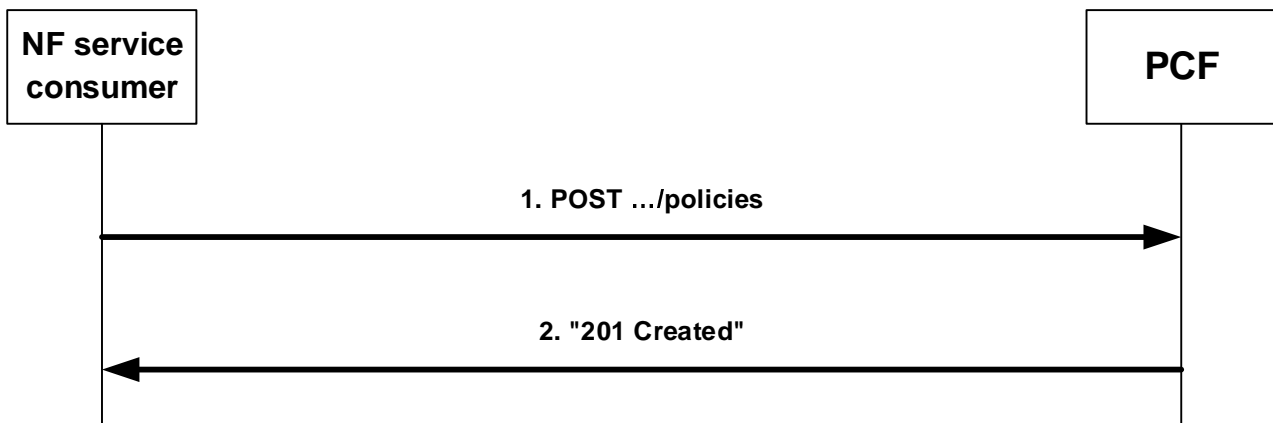 NF service
consumer
PCF
1. POST …/policies
2. "201 Created"